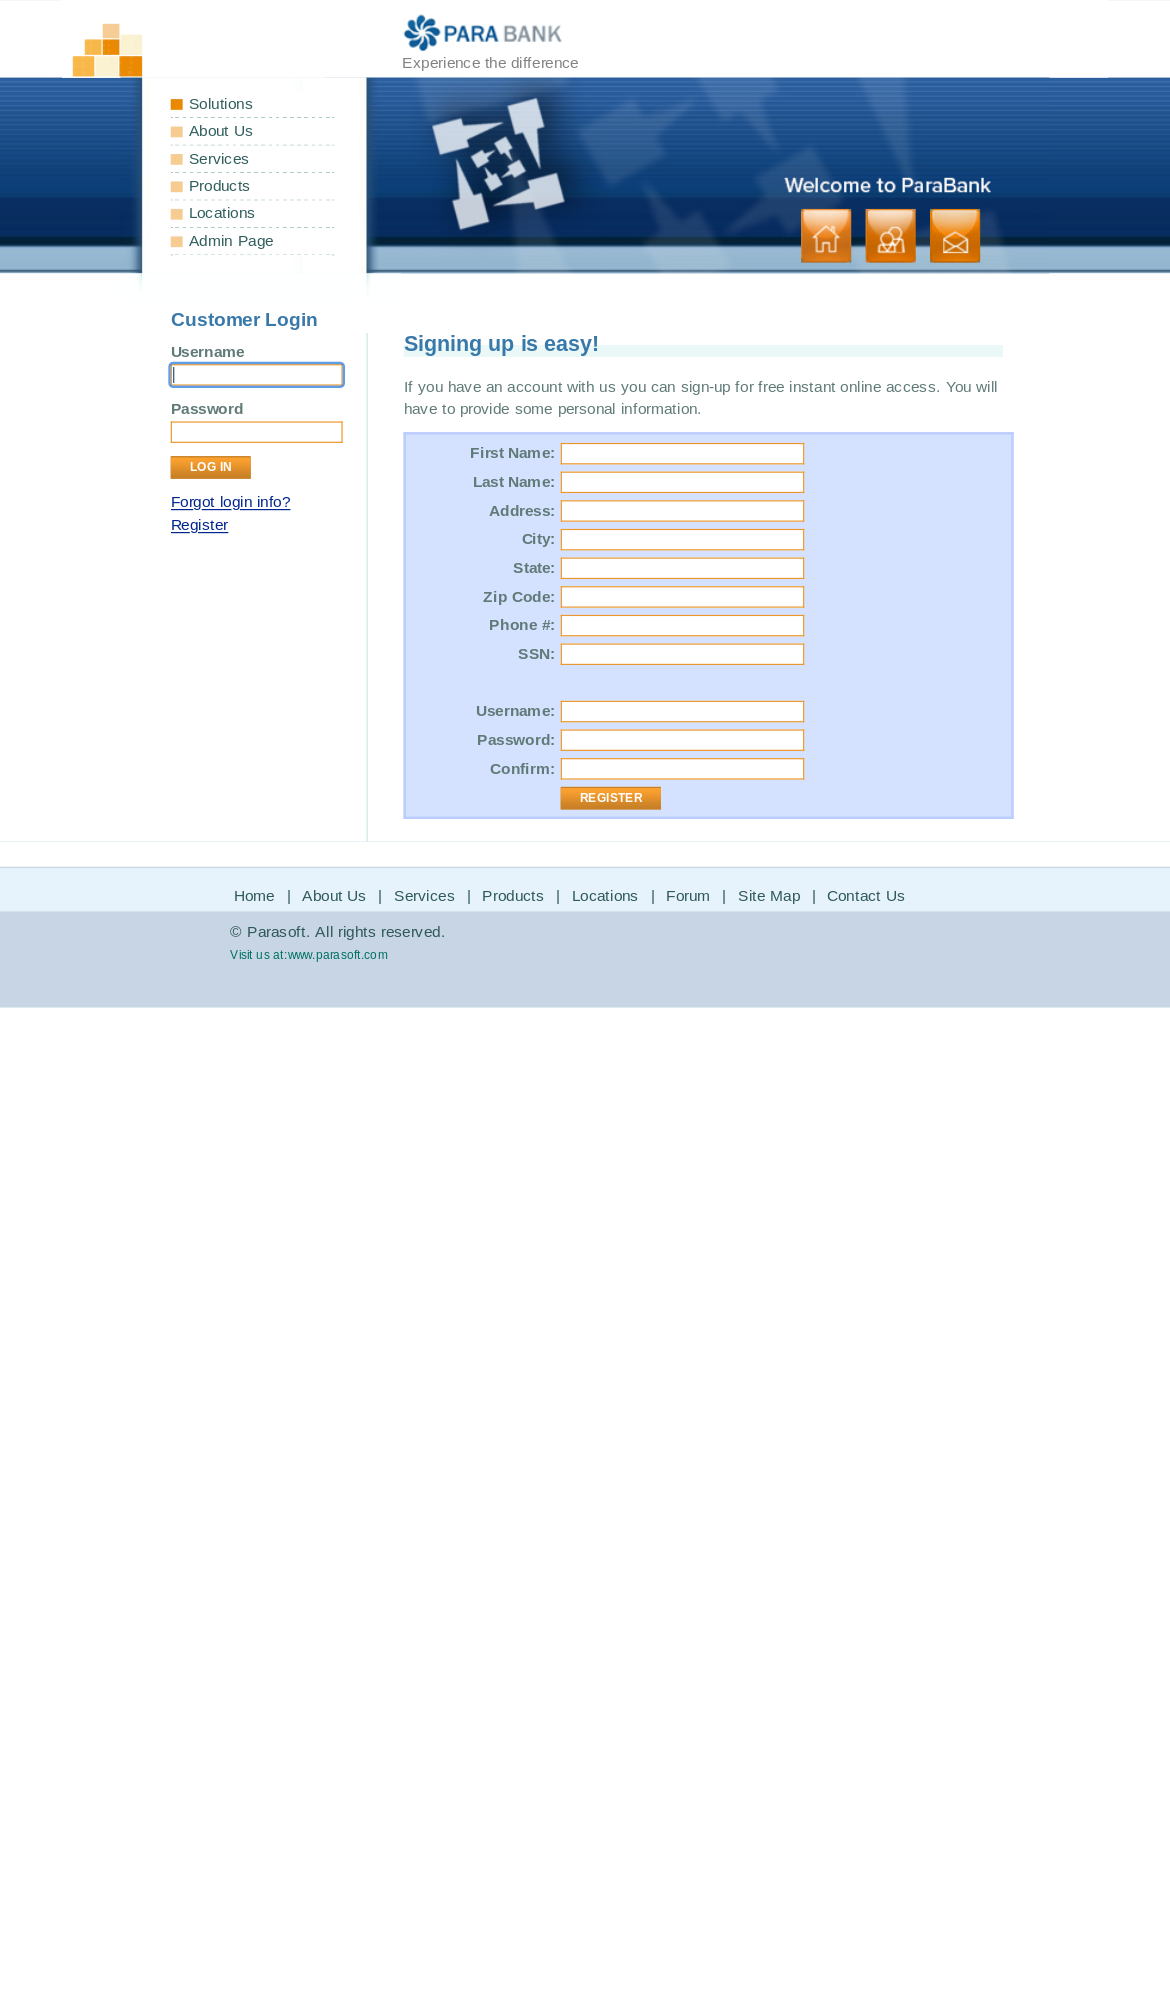 PARA BANK
Experience the difference
Solutions
About Us
Services
Products
Locations
Admin Page
Welcome to ParaBank
Customer Login
Username
Password
LOG IN
Forgot login info?
Register
Signing up is easy!
If you have an account with us you can sign-up for free instant online access. You will
have to provide some personal information.
First Name:
Last Name:
Address:
City:
State:
Zip Code:
Phone #:
SSN:
Username:
Password:
Confirm:
REGISTER
Home | About Us | Services | Products | Locations | Forum | Site Map | Contact Us
© Parasoft. All rights reserved.
Visit us at:www.parasoft.com